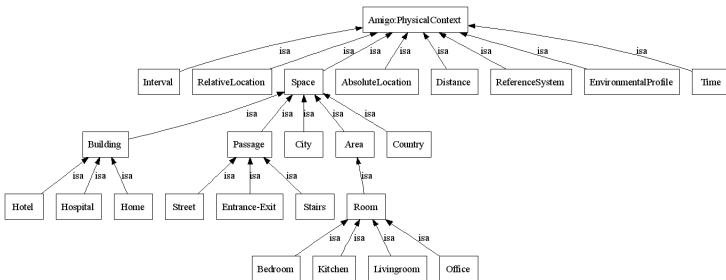 Amigo:PhysicalContext
isa isa isa isa isa isa isa isa
Interval RelativeLocation Space AbsoluteLocation Distance ReferenceSystem EnvironmentalProfile Time
isa isa isa isa isa
Building Passage City Area Country
isa isa isa isa isa isa isa
Hotel Hospital Home Street Entrance-Exit Stairs Room
isa isa isa isa
Bedroom Kitchen Livingroom Office